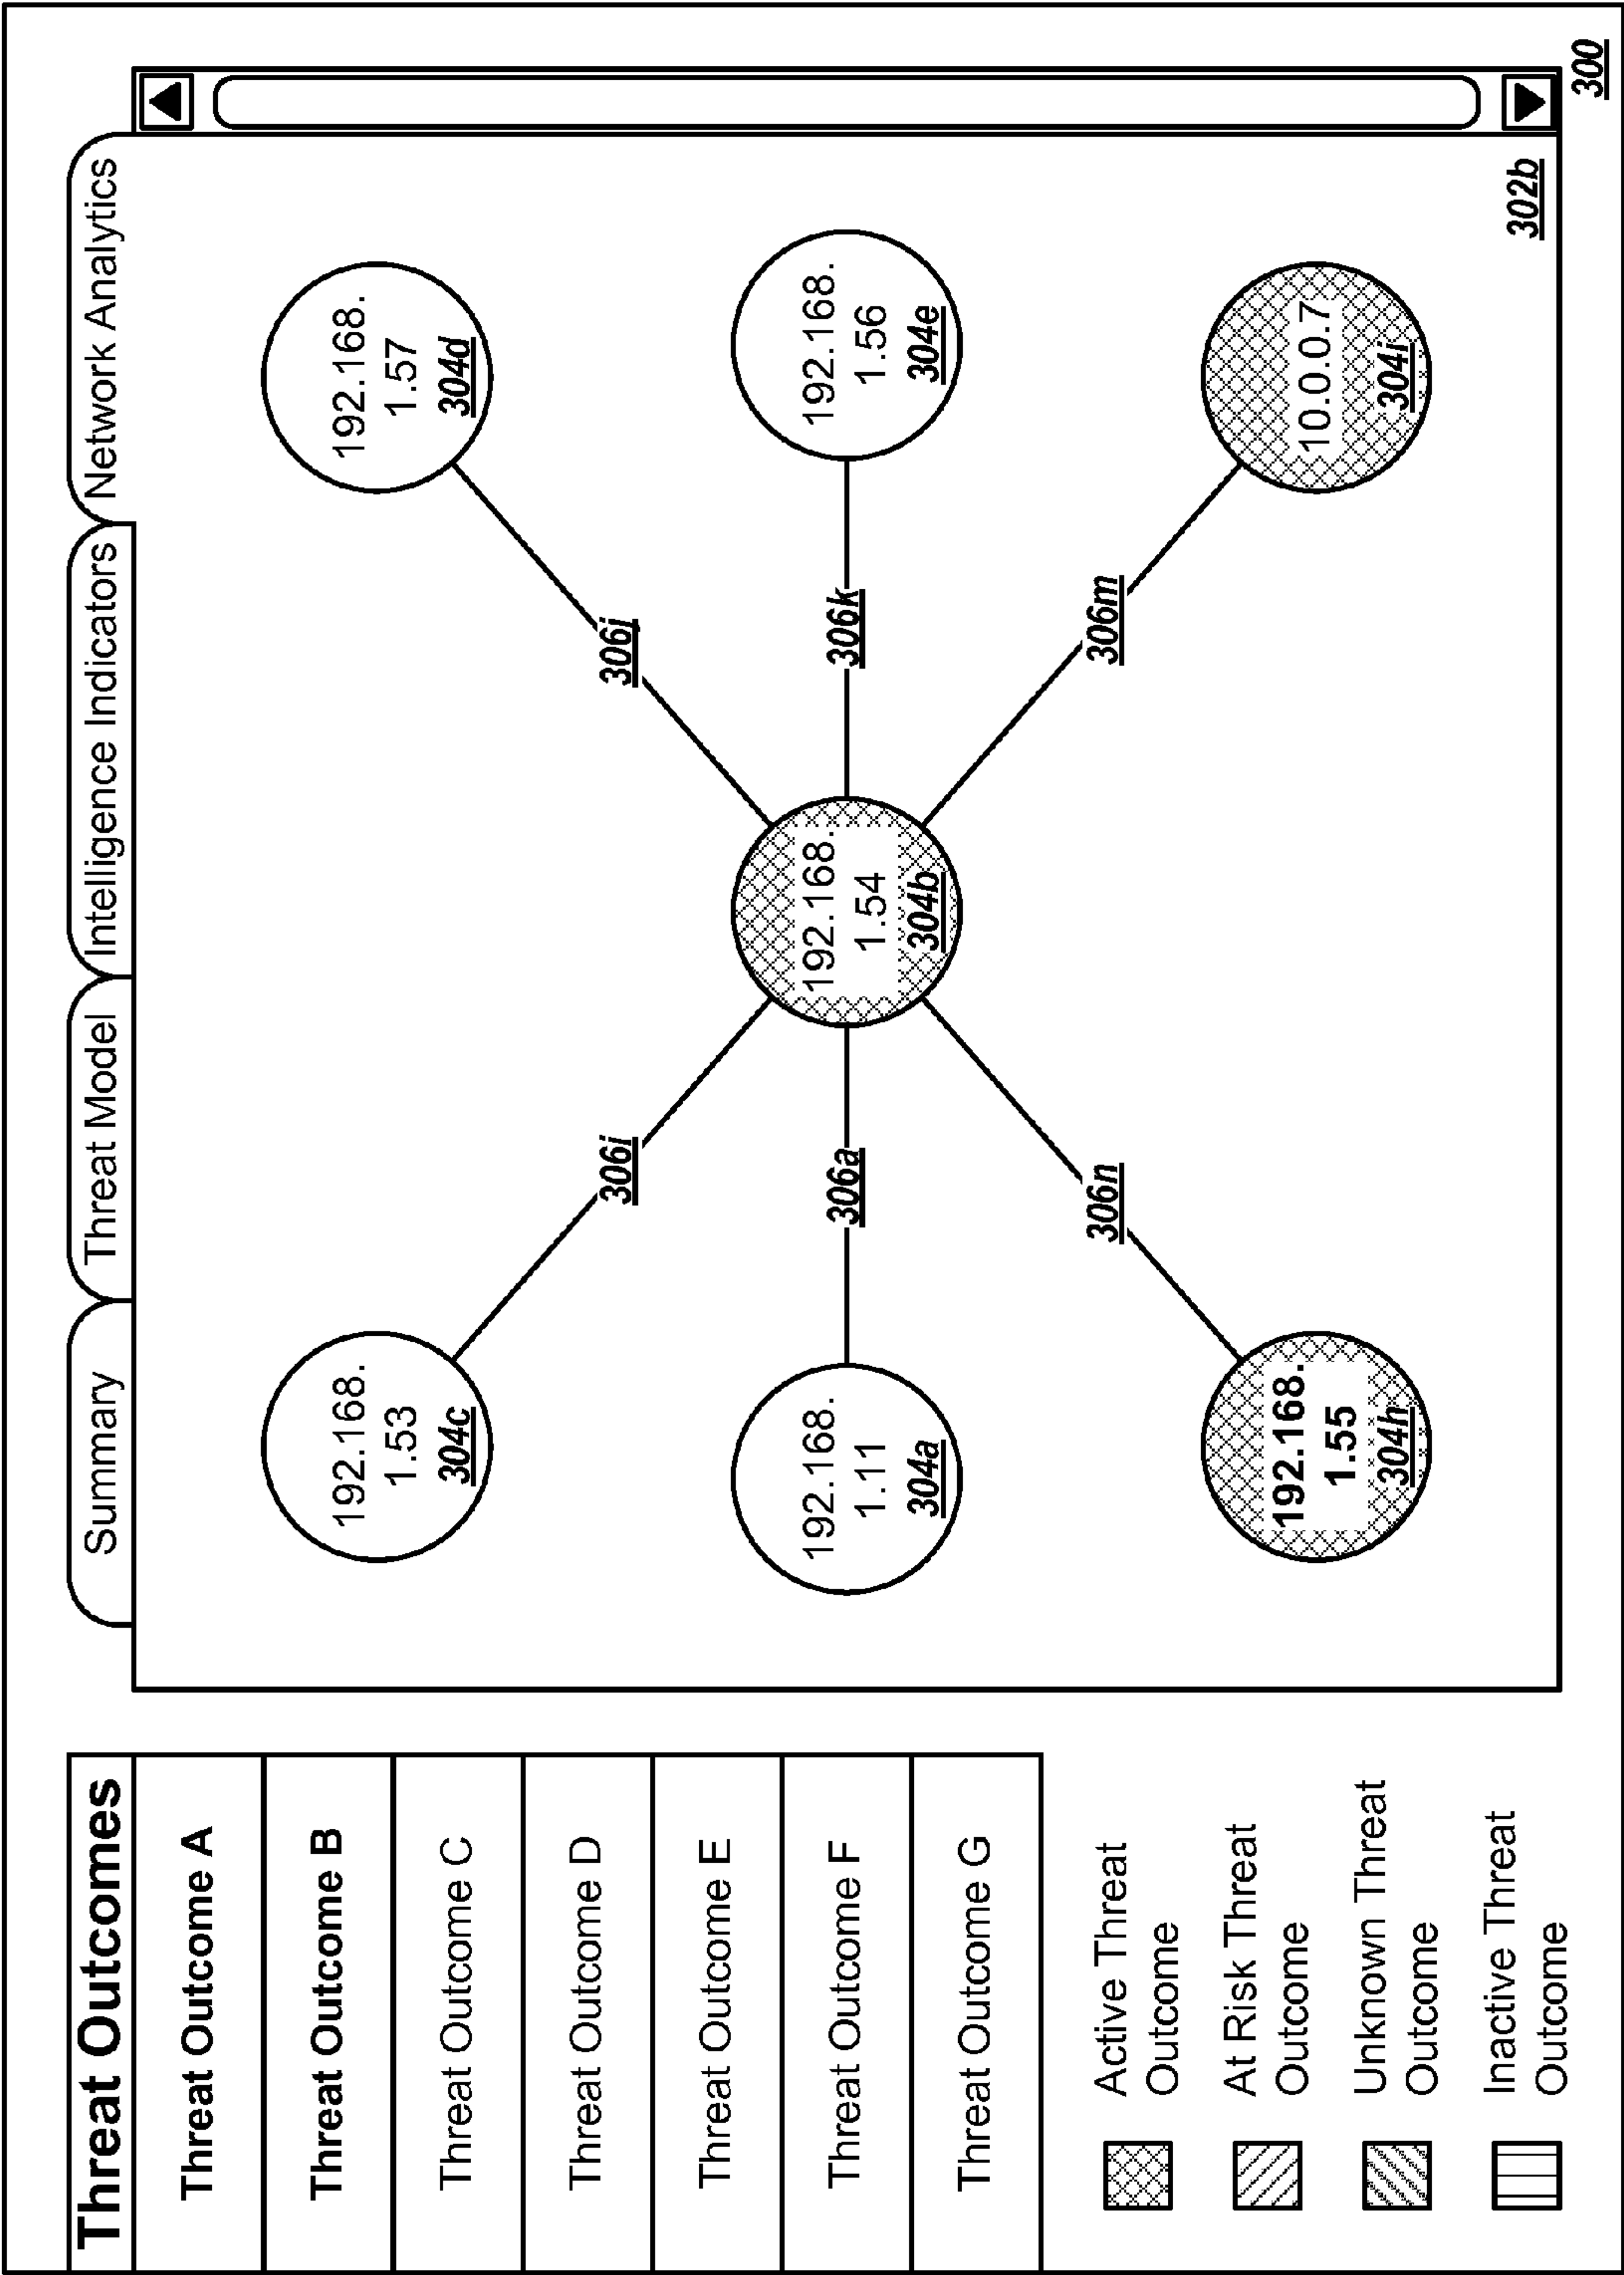 Threat Outcomes
Threat Outcome A
Threat Outcome B
Threat Outcome C
Threat Outcome D
Threat Outcome E
Threat Outcome F
Threat Outcome G
Active Threat
Outcome
At Risk Threat
Outcome
Unknown Threat
Outcome
Inactive Threat
Outcome
Summary
Threat Model
Intelligence Indicators
Network Analytics
192.168.
1.53
304c
306i
192.168.
1.57
304d
306j
192.168.
1.11
304a
306a
192.168.
1.54
304b
306k
192.168.
1.56
304e
192.168.
1.55
304h
306n
306m
10.0.0.7
304i
302b
300